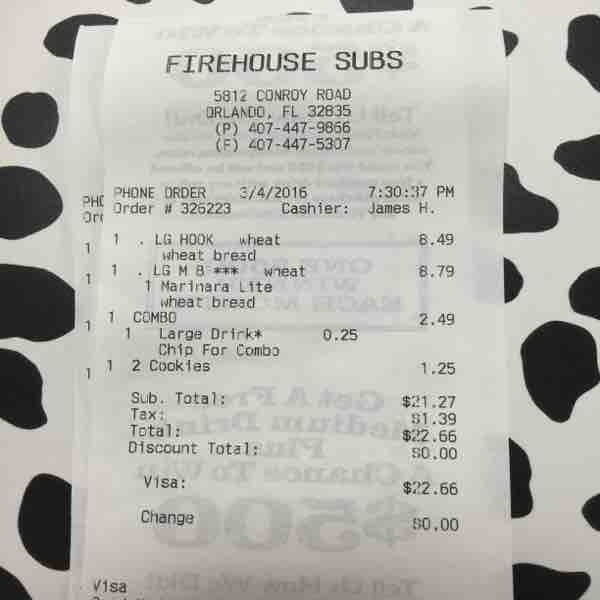 FIREHOUSE SUBS
5812 CONROY ROAD
ORLANDO, FL 32835
(P) 407-447-9866
(F) 407-447-5307
PHONE ORDER 3/4/2016 7:30:37 PM
Order # 326223 Cashier: James H.
1 . LG HOOK wheat 8.49
wheat bread
1 . LG M B *** wheat 8.79
1 Marinara Lite
wheat bread
1 COMBO 2.49
1 Large Drink* 0.25
Chip For Combo
1 2 Cookies 1.25
Sub. Total: $21.27
Tax: $1.39
Total: $22.66
Discount Total: $0.00
Visa: $22.66
Change $0.00
Visa